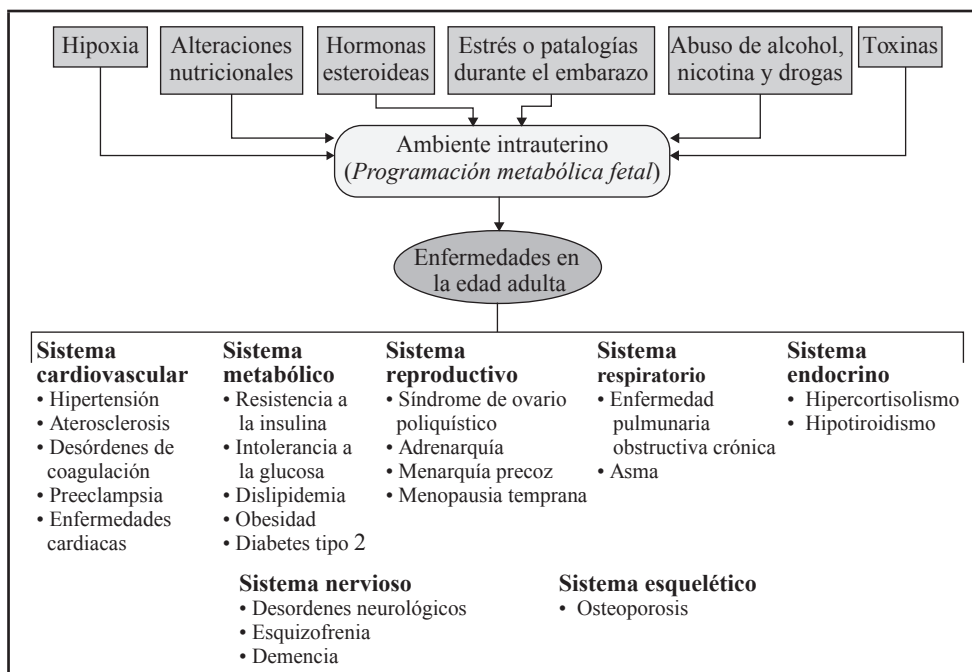 Hipoxia
Alteraciones
nutricionales
Hormonas
esteroideas
Estrés o patalogías
durante el embarazo
Abuso de alcohol,
nicotina y drogas
Toxinas
Ambiente intrauterino
(Programación metabólica fetal)
Enfermedades en
la edad adulta
Sistema
cardiovascular
• Hipertensión
• Aterosclerosis
• Desórdenes de
coagulación
• Preeclampsia
• Enfermedades
cardiacas
Sistema
metabólico
• Resistencia a
la insulina
• Intolerancia a
la glucosa
• Dislipidemia
• Obesidad
• Diabetes tipo 2
Sistema
reproductivo
• Síndrome de ovario
poliquístico
• Adrenarquía
• Menarquía precoz
• Menopausia temprana
Sistema
respiratorio
• Enfermedad
pulmunaria
obstructiva crónica
• Asma
Sistema
endocrino
• Hipercortisolismo
• Hipotiroidismo
Sistema nervioso
• Desordenes neurológicos
• Esquizofrenia
• Demencia
Sistema esquelético
• Osteoporosis